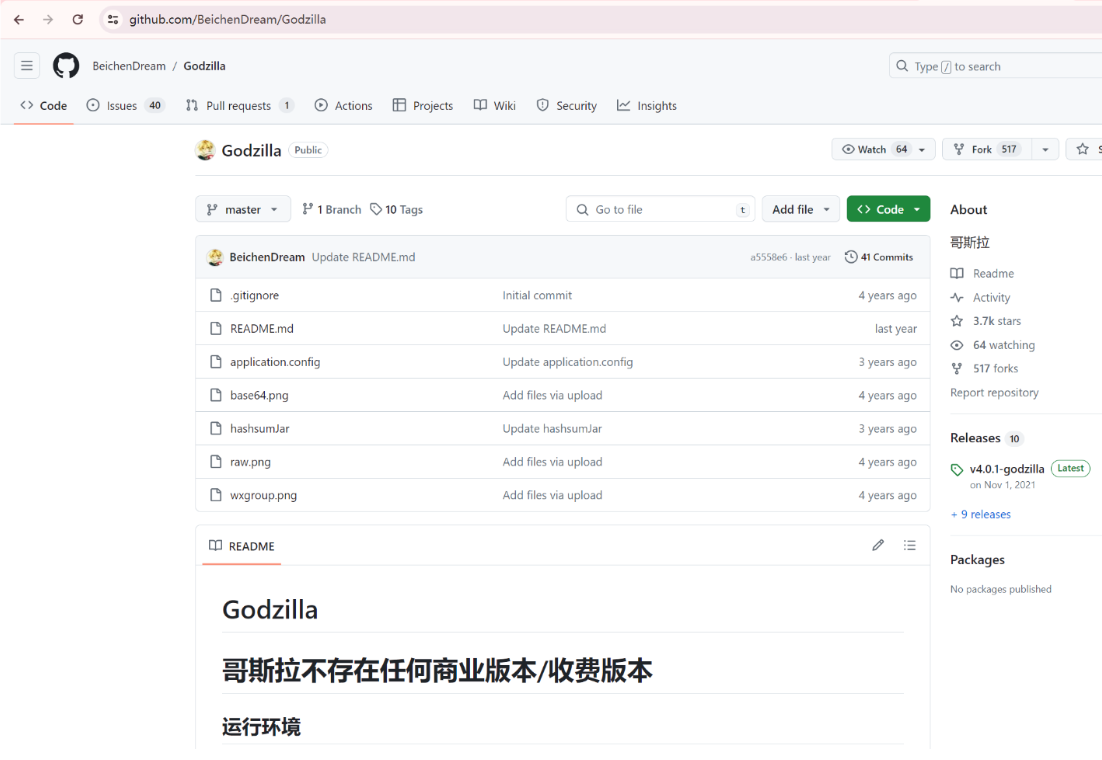 github.com/BeichenDream/Godzilla
BeichenDream / Godzilla
Type / to search
Code Issues 40 Pull requests 1 Actions Projects Wiki Security Insights
Godzilla Public
Watch 64 Fork 517
master 1 Branch 10 Tags Go to file t Add file Code
BeichenDream Update README.md a5558e6 · last year 41 Commits
.gitignore Initial commit 4 years ago
README.md Update README.md last year
application.config Update application.config 3 years ago
base64.png Add files via upload 4 years ago
hashsumJar Update hashsumJar 3 years ago
raw.png Add files via upload 4 years ago
wxgroup.png Add files via upload 4 years ago
README
Godzilla
哥斯拉不存在任何商业版本/收费版本
运行环境
About
哥斯拉
Readme
Activity
3.7k stars
64 watching
517 forks
Report repository
Releases 10
v4.0.1-godzilla Latest
on Nov 1, 2021
+ 9 releases
Packages
No packages published